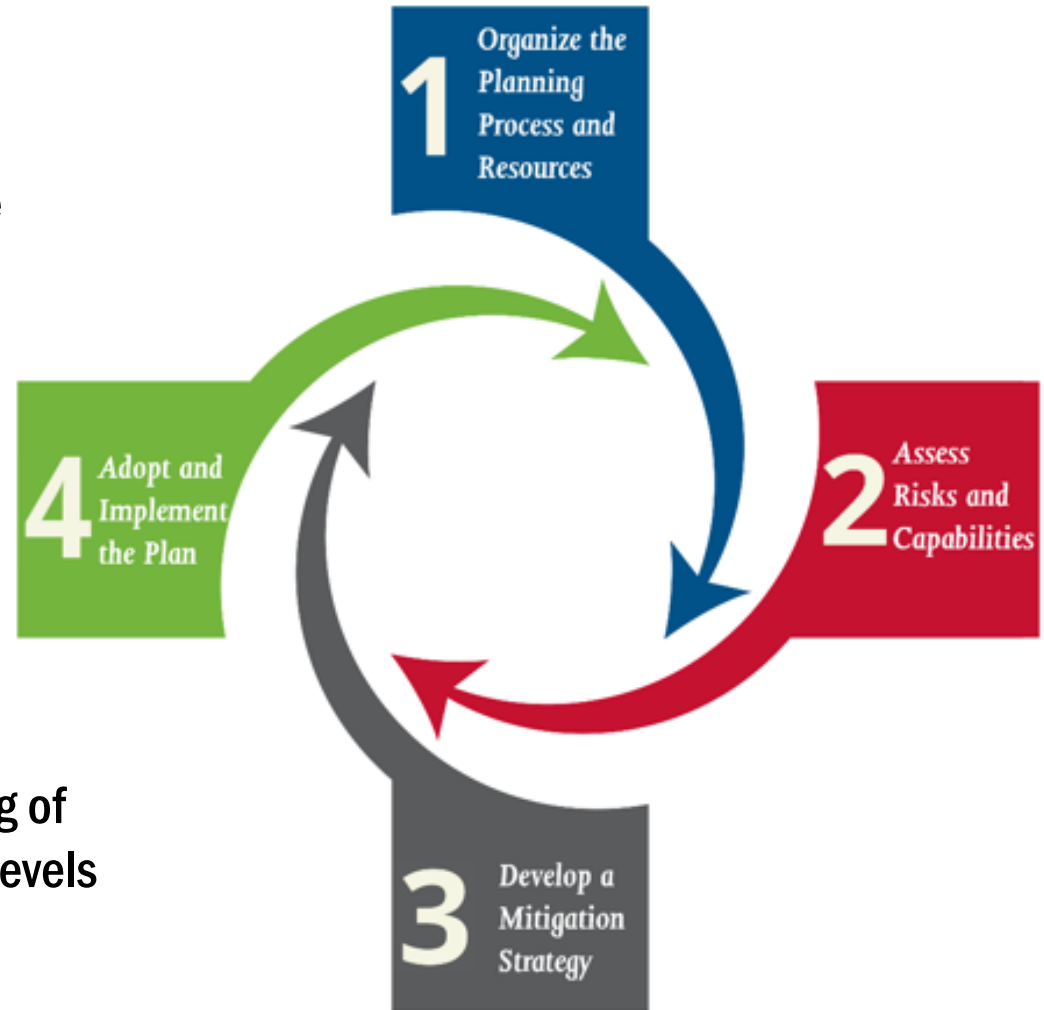 1
Organize the
Planning
Process and
Resources
2
Assess
Risks and
Capabilities
3
Develop a
Mitigation
Strategy
4
Adopt and
Implement
the Plan
of